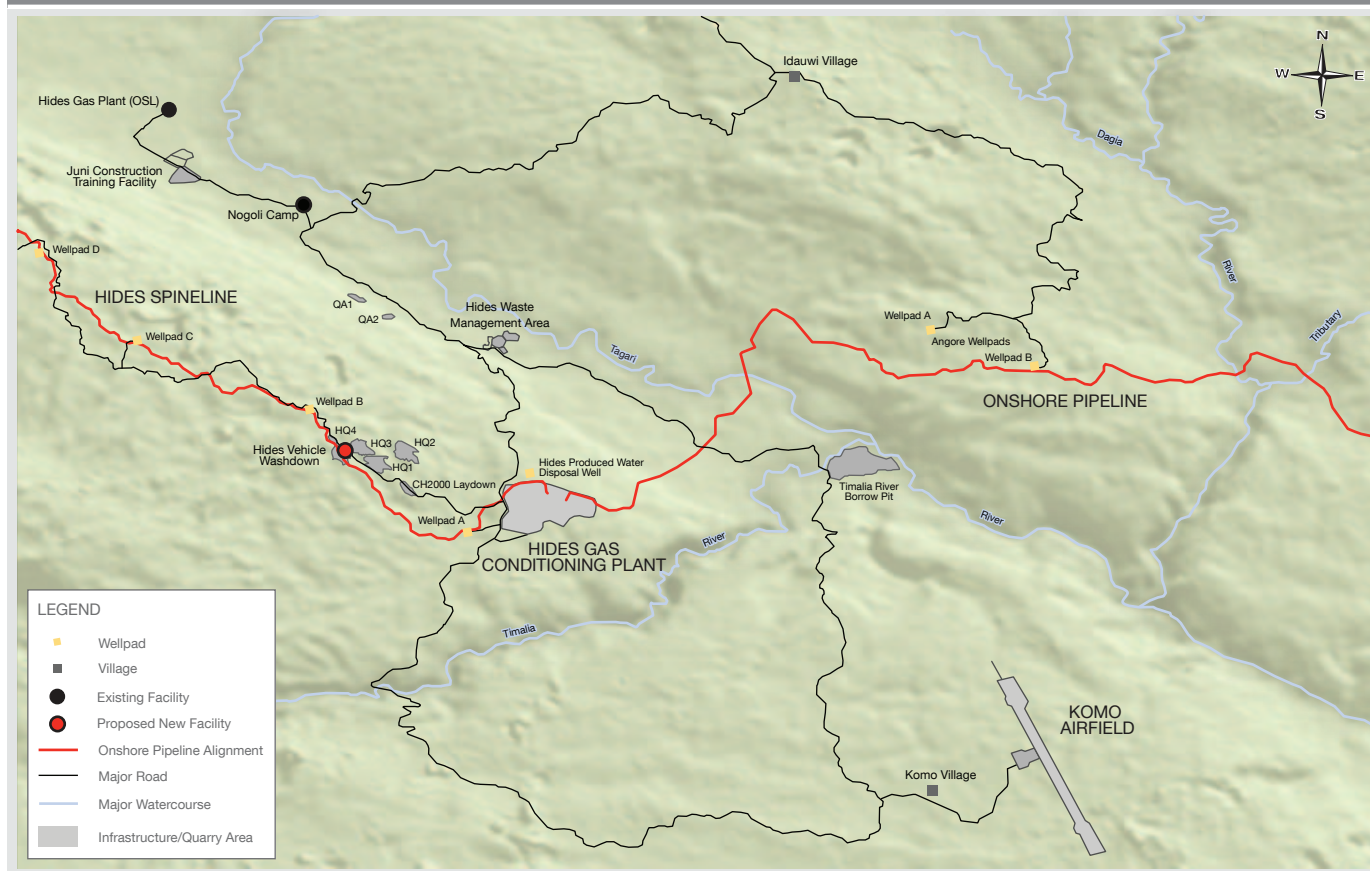 Idauwi Village
N
W
E
S
Hides Gas Plant (OSL)
Dagia
River
Tributary
Juni Construction
Training Facility
Nogoli Camp
Wellpad D
HIDES SPINELINE
QA1
QA2
Hides Waste
Management Area
Tagari
Wellpad C
Wellpad A
Angore Wellpads
Wellpad B
ONSHORE PIPELINE
Wellpad B
HQ4
HQ3
HQ2
HQ1
Hides Vehicle
Washdown
CH2000 Laydown
Hides Produced Water
Disposal Well
Timalia River
Borrow Pit
River
Wellpad A
River
HIDES GAS
CONDITIONING PLANT
Timalia
KOMO
AIRFIELD
Komo Village
LEGEND
Wellpad
Village
Existing Facility
Proposed New Facility
Onshore Pipeline Alignment
Major Road
Major Watercourse
Infrastructure/Quarry Area